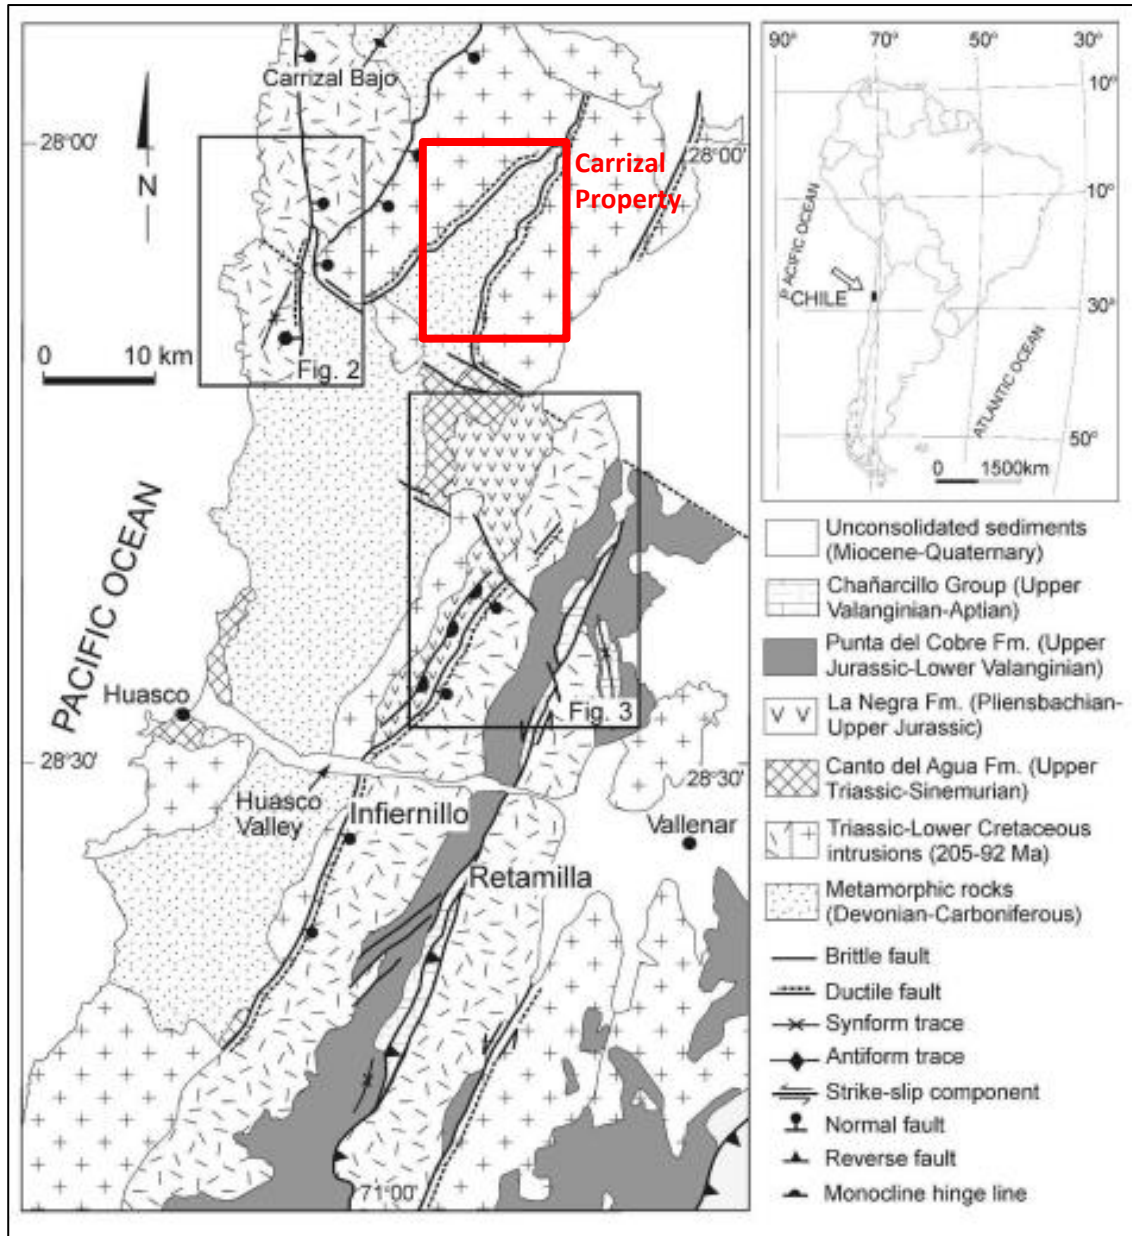 Carrizal Bajo
28°00'
28°00'
Carrizal
Property
N
0 10 km
Fig. 2
PACIFIC OCEAN
Huasco
Fig. 3
28°30'
28°30'
Huasco
Valley
Infiernillo
Vallenar
Retamilla
71°00'
90° 70° 50° 30°
10°
10°
PACIFIC OCEAN
CHILE
30°
ATLANTIC OCEAN
50°
0 1500km
Unconsolidated sediments
(Miocene-Quaternary)
Chañarcillo Group (Upper
Valanginian-Aptian)
Punta del Cobre Fm. (Upper
Jurassic-Lower Valanginian)
La Negra Fm. (Pliensbachian-
Upper Jurassic)
Canto del Agua Fm. (Upper
Triassic-Sinemurian)
Triassic-Lower Cretaceous
intrusions (205-92 Ma)
Metamorphic rocks
(Devonian-Carboniferous)
Brittle fault
Ductile fault
Synform trace
Antiform trace
Strike-slip component
Normal fault
Reverse fault
Monocline hinge line